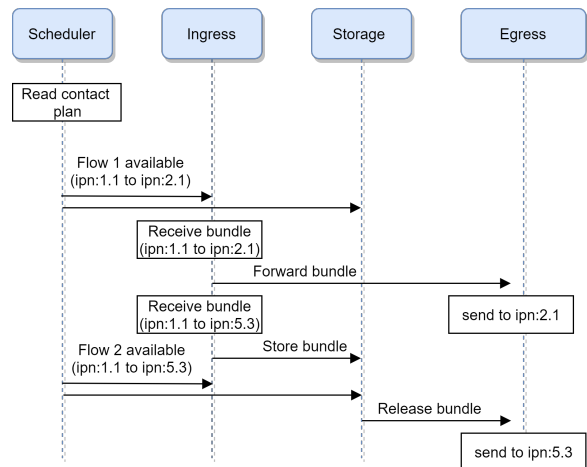 Scheduler
Ingress
Storage
Egress
Read contact
plan
Flow 1 available
(ipn:1.1 to ipn:2.1)
Receive bundle
(ipn:1.1 to ipn:2.1)
Forward bundle
Receive bundle
(ipn:1.1 to ipn:5.3)
send to ipn:2.1
Flow 2 available
(ipn:1.1 to ipn:5.3)
Store bundle
Release bundle
send to ipn:5.3